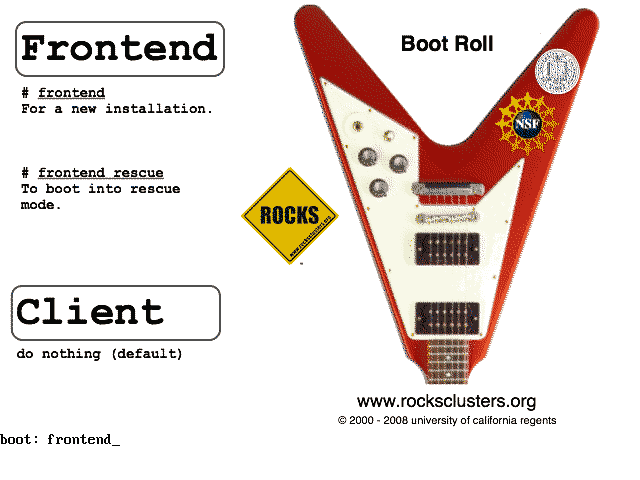 Frontend
# frontend
For a new installation.
# frontend rescue
To boot into rescue
mode.
Client
do nothing (default)
boot: frontend_
Boot Roll
NSF
ROCKS
www.rocksclusters.org
www.rocksclusters.org
© 2000 - 2008 university of california regents